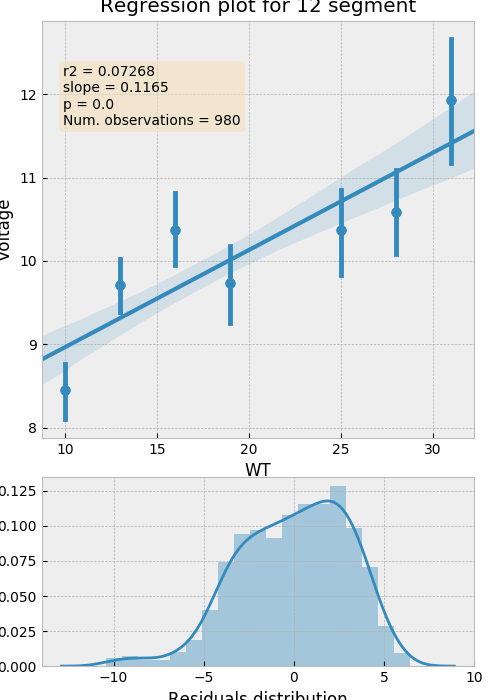 Regression plot for 12 segment
r2 = 0.07268
slope = 0.1165
p = 0.0
Num. observations = 980
12
11
10
9
8
Voltage
10 15 20 25 30
WT
0.125
0.100
0.075
0.050
0.025
0.000
−10 −5 0 5 10
Residuals distribution